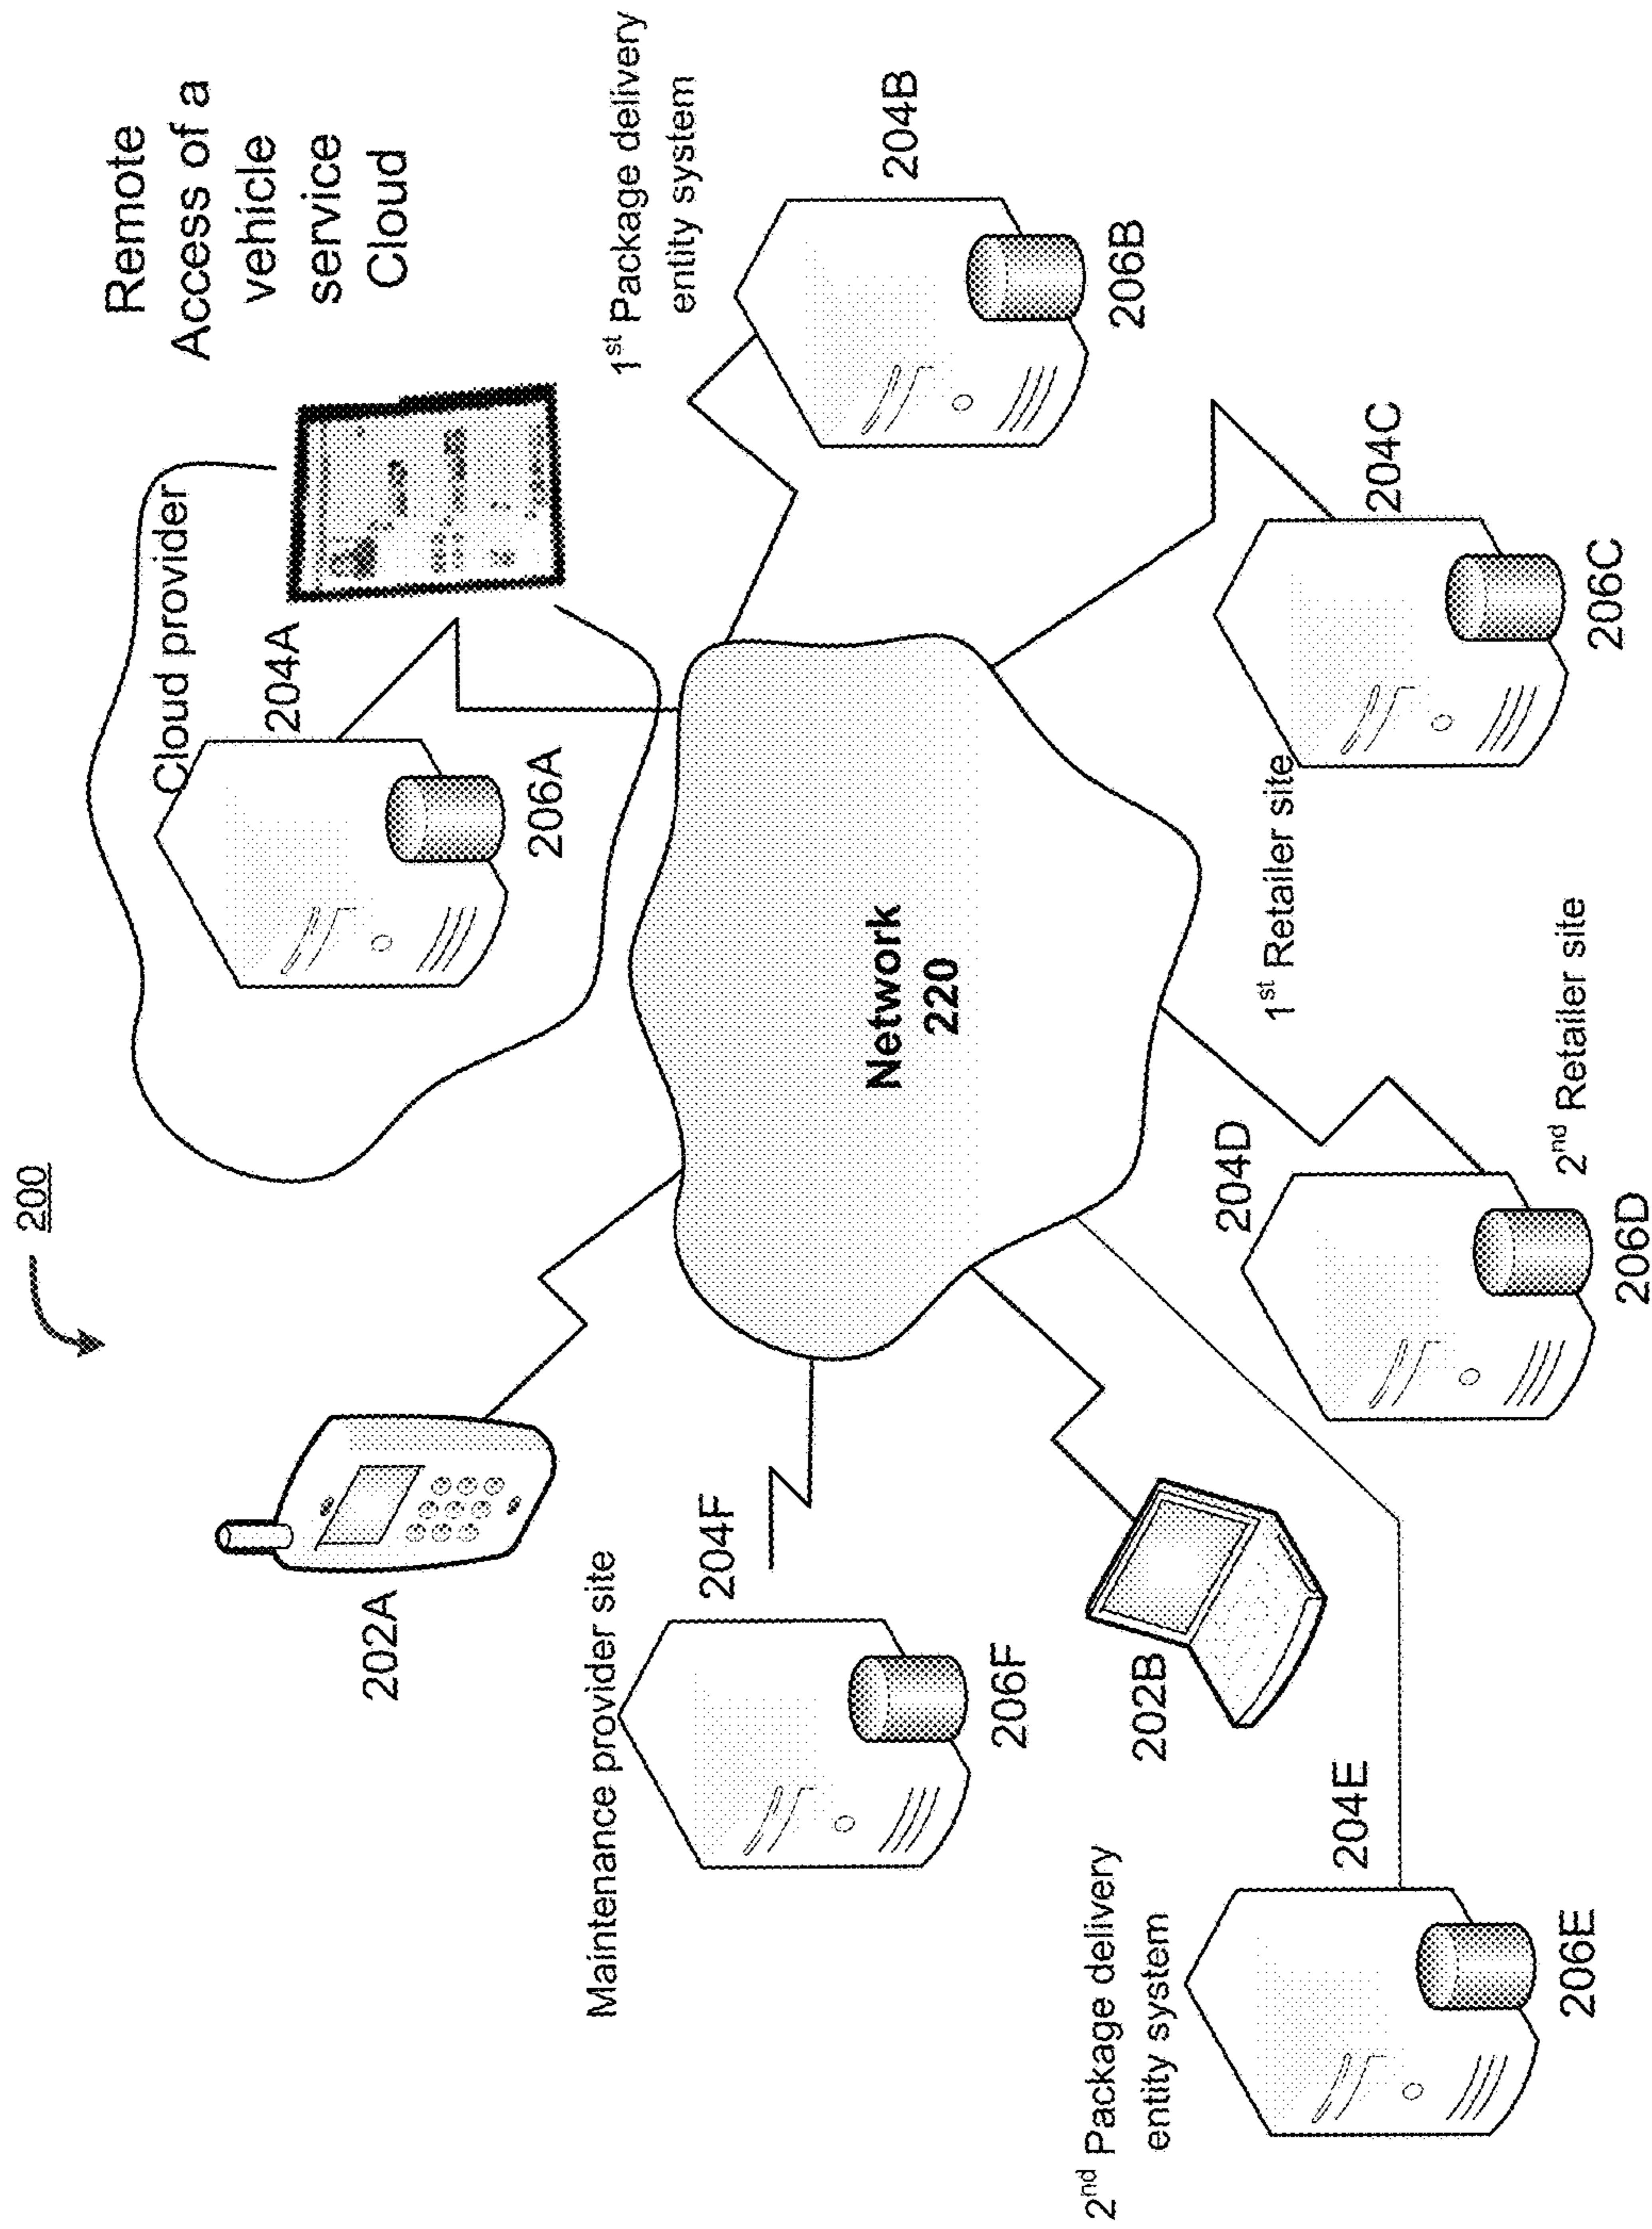 200
Remote
Access of a
vehicle
service
Cloud
Cloud provider
204A
206A
202A
1st Package delivery
entity system
204B
206B
Maintenance provider site
204F
206F
Network
220
202B
204C
206C
1st Retailer site
204D
2nd Retailer site
206D
2nd Package delivery
entity system
204E
206E